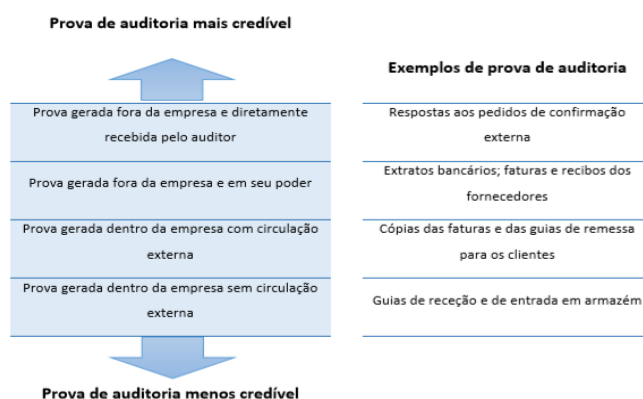 Prova de auditoria mais credível
Exemplos de prova de auditoria
Prova gerada fora da empresa e diretamente
recebida pelo auditor
Respostas aos pedidos de confirmação
externa
Prova gerada fora da empresa e em seu poder
Extratos bancários; faturas e recibos dos
fornecedores
Prova gerada dentro da empresa com circulação
externa
Cópias das faturas e das guias de remessa
para os clientes
Prova gerada dentro da empresa sem circulação
externa
Guias de receção e de entrada em armazém
Prova de auditoria menos credível